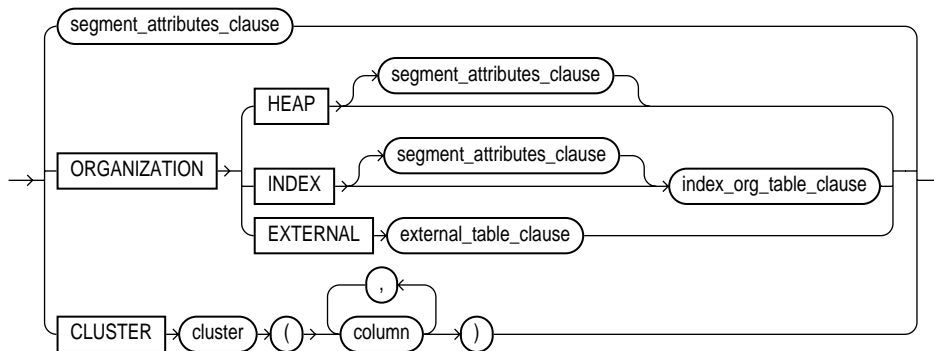 segment_attributes_clause
segment_attributes_clause
HEAP
segment_attributes_clause
ORGANIZATION
INDEX
index_org_table_clause
EXTERNAL
external_table_clause
,
CLUSTER cluster ( column )